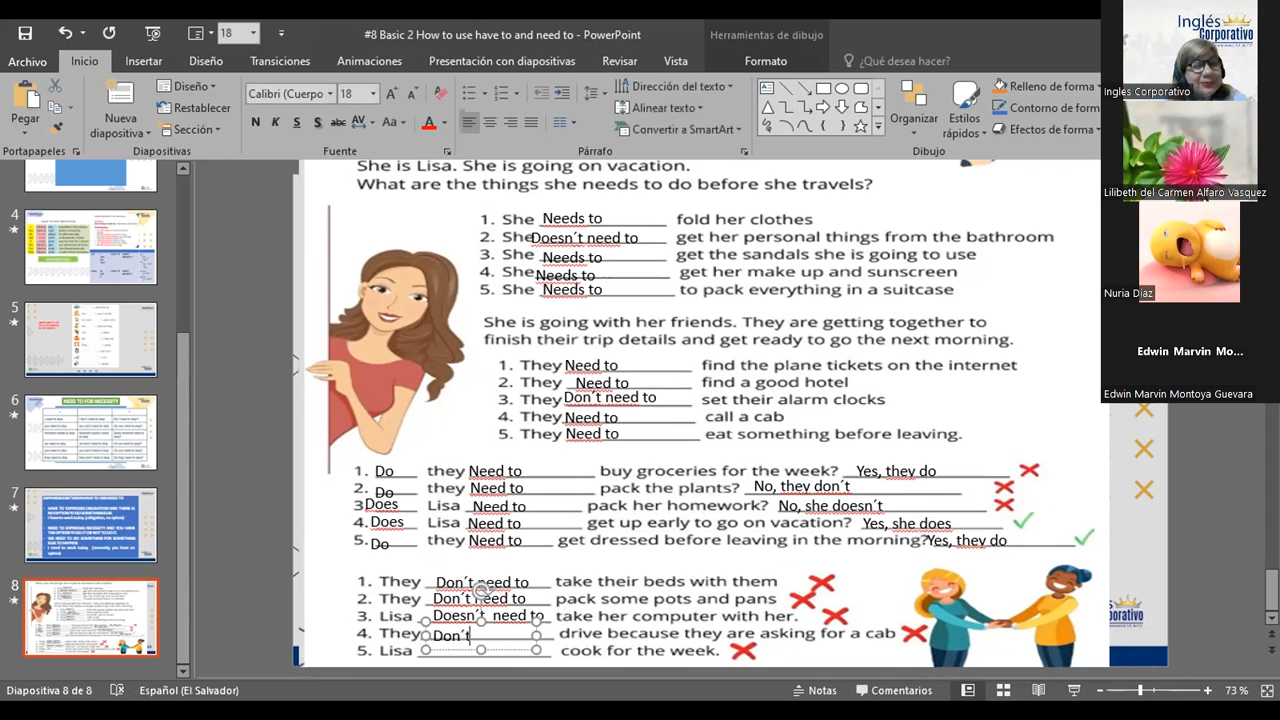 18
#8 Basic 2 How to use have to and need to - PowerPoint
Herramientas de dibujo
Archivo Inicio Insertar Diseño Transiciones Animaciones Presentación con diapositivas Revisar Vista Formato ¿Qué desea hacer?
Pegar
Nueva diapositiva
Diseño
Restablecer
Sección
Calibri (Cuerpo 18
N K S S abc AV Aa A
Dirección del texto
Alinear texto
Convertir a SmartArt
Organizar
Estilos rápidos
Relleno de forma
Contorno de forma
Efectos de forma
Portapapeles Diapositivas Fuente Párrafo Dibujo
Inglés Corporativo
Ingles Corporativo
Lilibeth del Carmen Alfaro Vasquez
Nuria Diaz
Edwin Marvin Mo...
Edwin Marvin Montoya Guevara
4
5
6
NEED TO FOR NECESSITY
7
8
She is Lisa. She is going on vacation.
What are the things she needs to do before she travels?
1. She Needs to fold her clothes
2. She Doesn´t need to get her personal things from the bathroom
3. She Needs to get the sandals she is going to use
4. She Needs to get her make up and sunscreen
5. She Needs to to pack everything in a suitcase
She is going with her friends. They are getting together to
finish their trip details and get ready to go the next morning.
1. They Need to find the plane tickets on the internet
2. They Need to find a good hotel
3. They Don´t need to set their alarm clocks
They Need to call a cab
5. They Need to eat something before leaving.
1. Do they Need to buy groceries for the week? Yes, they do
2. Do they Need to pack the plants? No, they don´t
3. Does Lisa Need to pack her homework? No, she doesn´t
4. Does Lisa Need to get up early to go on vacation? Yes, she does
5. Do they Need to get dressed before leaving in the morning? Yes, they do
1. They Don´t need to take their beds with them
2. They Don´t need to pack some pots and pans
3. Lisa Doesn´t need to take her computer with her
4. They Don´t drive because they are asking for a cab
5. Lisa cook for the week.
Diapositiva 8 de 8 Español (El Salvador) Notas Comentarios 73 %